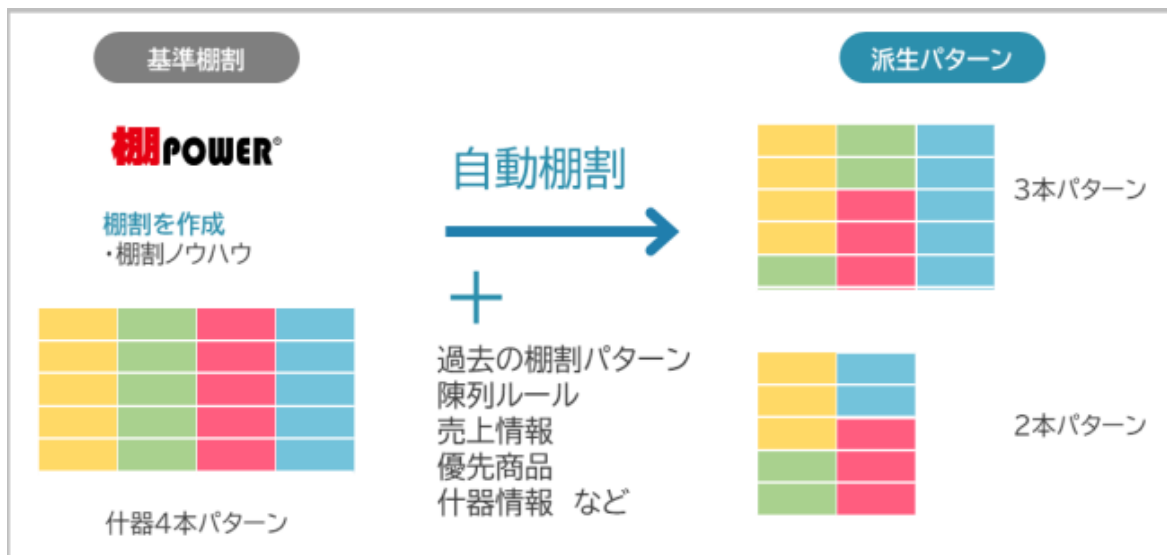 基準棚割
棚POWER®
棚割を作成
・棚割ノウハウ
什器4本パターン
自動棚割
過去の棚割パターン
陳列ルール
売上情報
優先商品
什器情報 など
派生パターン
3本パターン
2本パターン